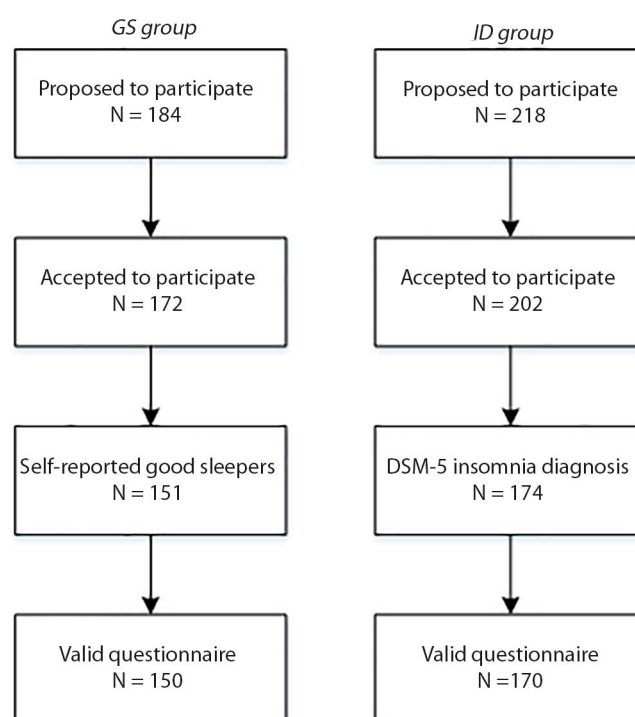 GS group
Proposed to participate
N = 184
Accepted to participate
N = 172
Self-reported good sleepers
N = 151
Valid questionnaire
N = 150
ID group
Proposed to participate
N = 218
Accepted to participate
N = 202
DSM-5 insomnia diagnosis
N = 174
Valid questionnaire
N =170